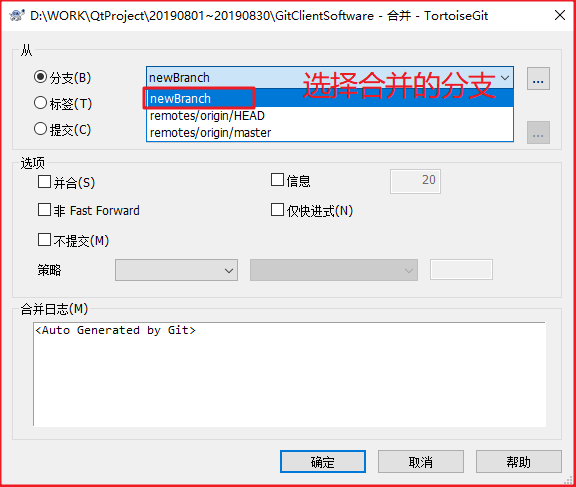 D:\WORK\QtProject\20190801~20190830\GitClientSoftware - 合并 - TortoiseGit
从
分支(B)
newBranch
选择合并的分支
...
newBranch
标签(T)
remotes/origin/HEAD
提交(C)
remotes/origin/master
...
选项
并合(S)
信息
20
非 Fast Forward
仅快进式(N)
不提交(M)
策略
合并日志(M)
<Auto Generated by Git>
确定
取消
帮助